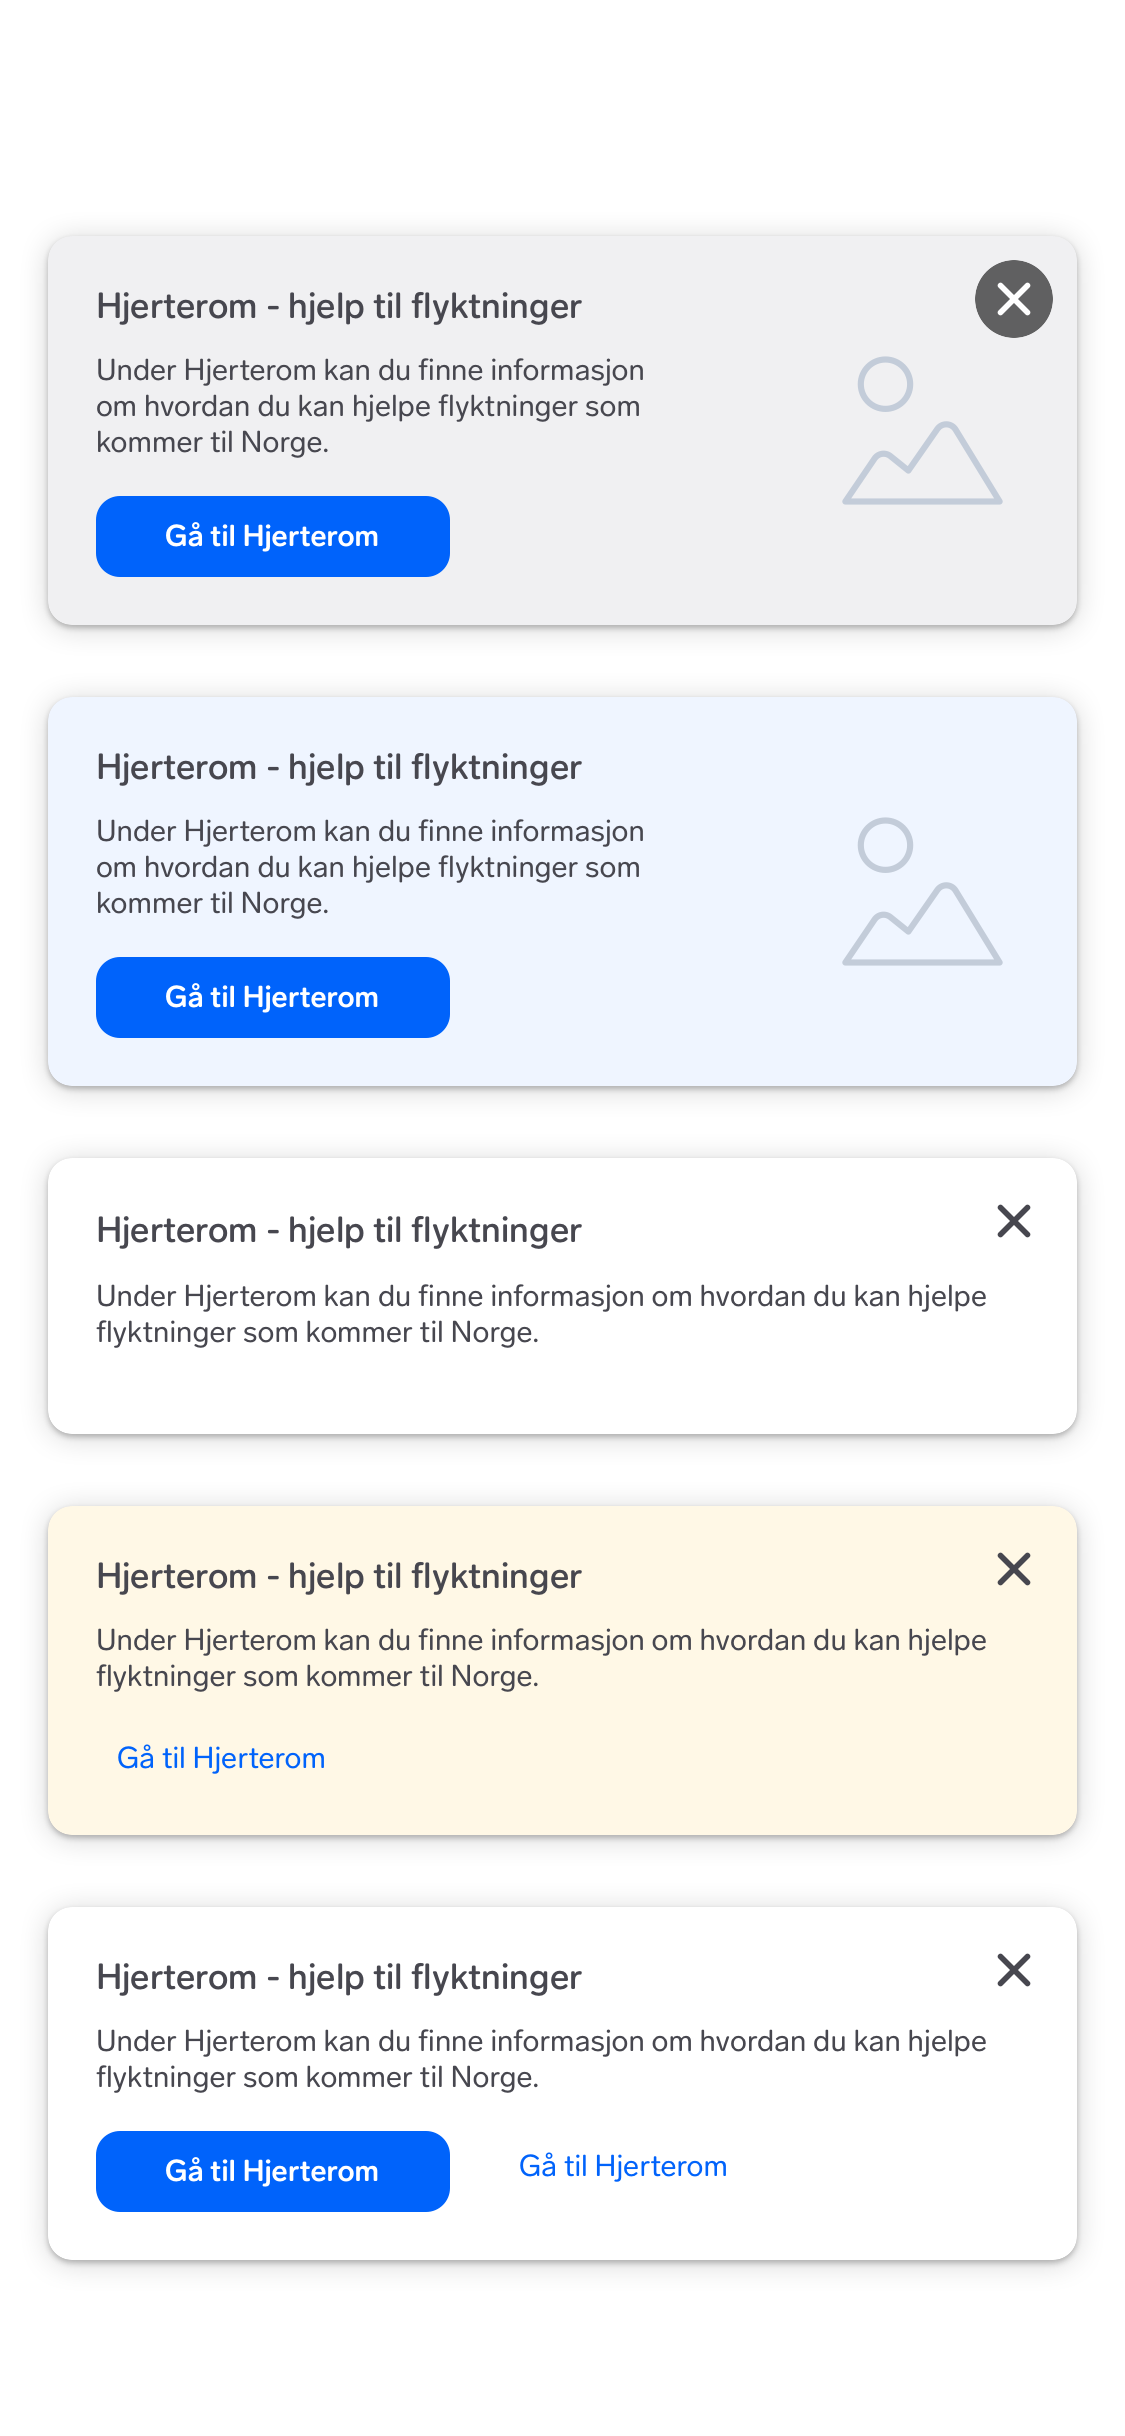 Hjerterom - hjelp til flyktninger
Under Hjerterom kan du finne informasjon
om hvordan du kan hjelpe flyktninger som
kommer til Norge.
Gå til Hjerterom
Hjerterom - hjelp til flyktninger
Under Hjerterom kan du finne informasjon
om hvordan du kan hjelpe flyktninger som
kommer til Norge.
Gå til Hjerterom
Hjerterom - hjelp til flyktninger
Under Hjerterom kan du finne informasjon om hvordan du kan hjelpe
flyktninger som kommer til Norge.
Hjerterom - hjelp til flyktninger
Under Hjerterom kan du finne informasjon om hvordan du kan hjelpe
flyktninger som kommer til Norge.
Gå til Hjerterom
Hjerterom - hjelp til flyktninger
Under Hjerterom kan du finne informasjon om hvordan du kan hjelpe
flyktninger som kommer til Norge.
Gå til Hjerterom
Gå til Hjerterom